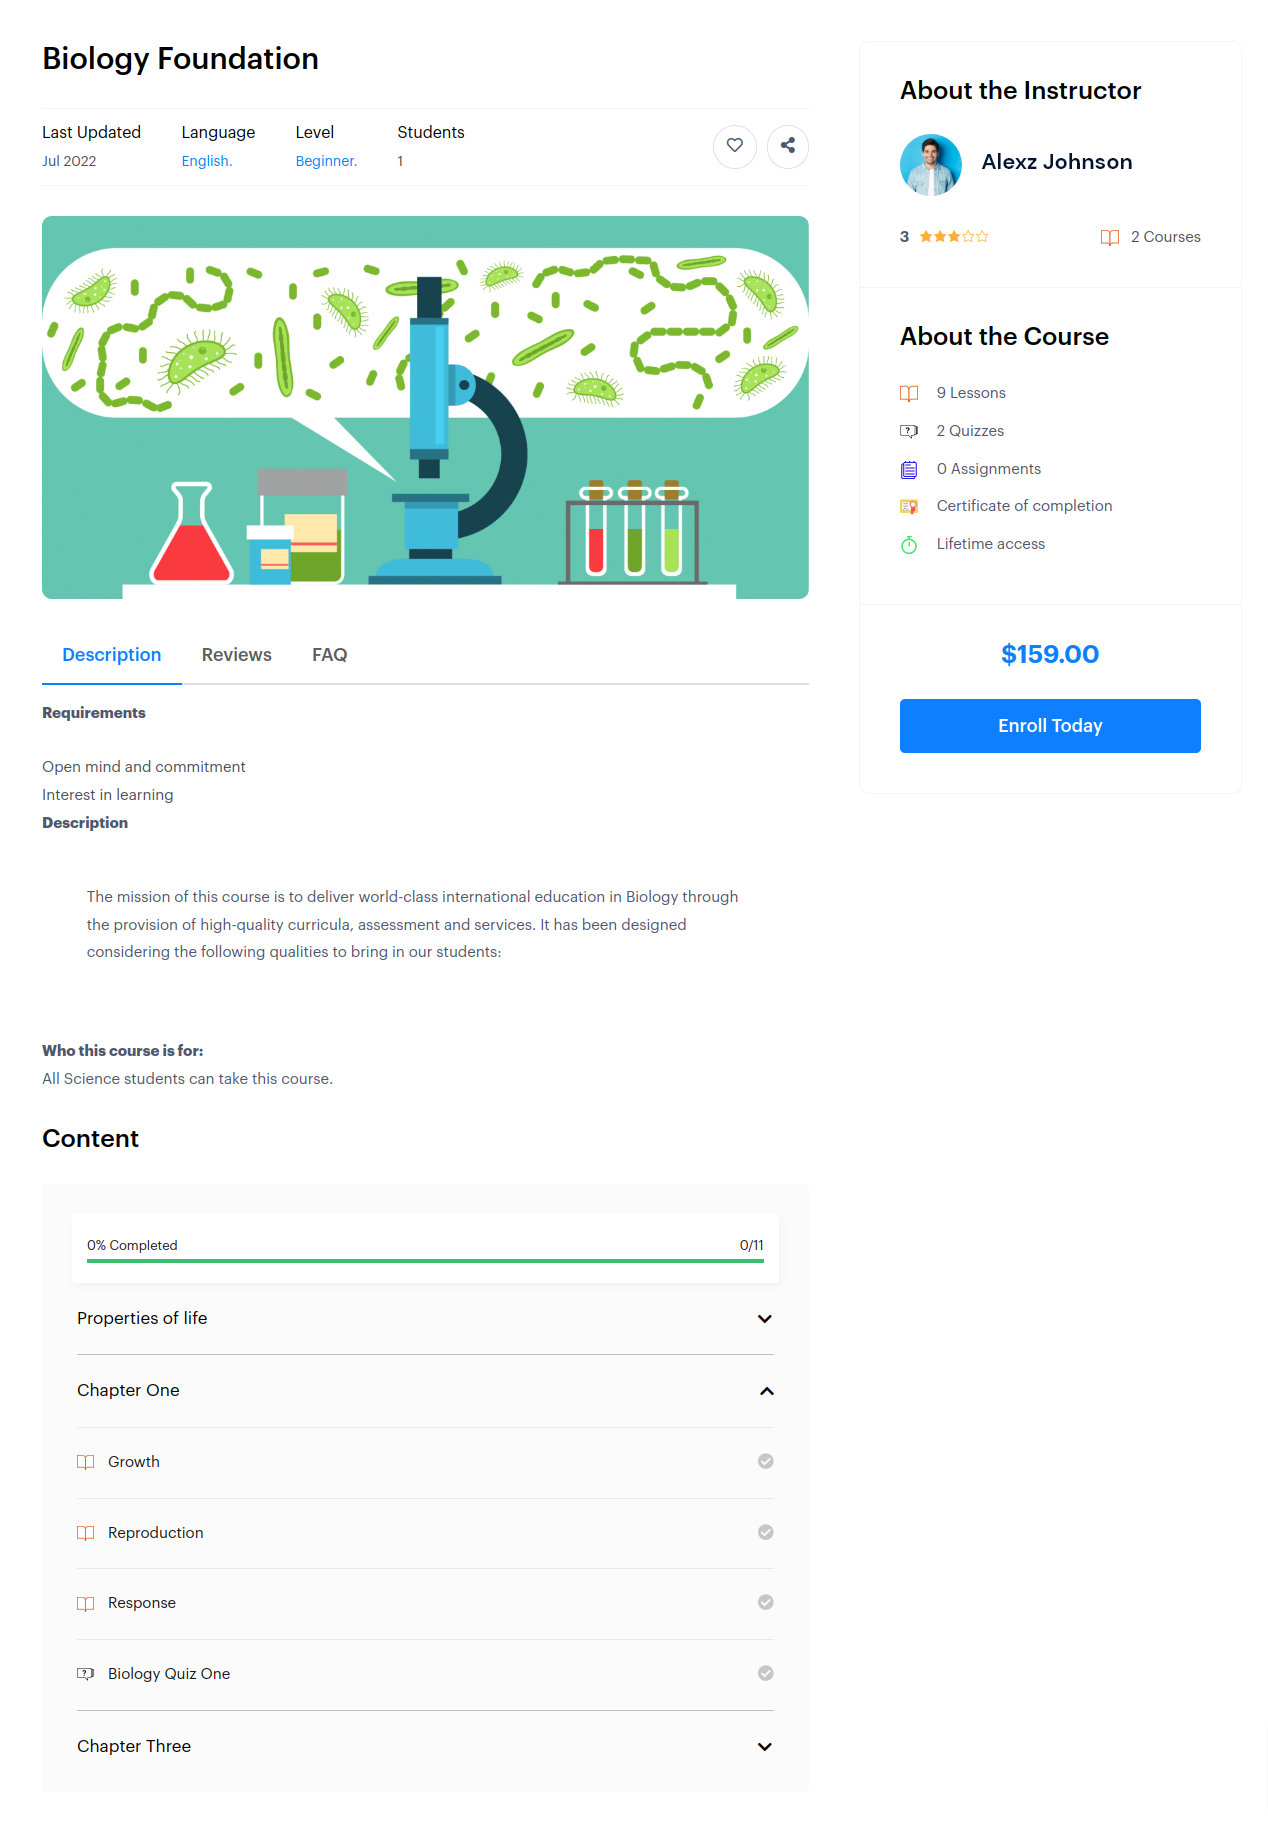 Biology Foundation
Last Updated
Jul 2022
Language
English.
Level
Beginner.
Students
1
Description
Reviews
FAQ
Requirements
Open mind and commitment
Interest in learning
Description
The mission of this course is to deliver world-class international education in Biology through
the provision of high-quality curricula, assessment and services. It has been designed
considering the following qualities to bring in our students:
Who this course is for:
All Science students can take this course.
Content
0% Completed
0/11
Properties of life
Chapter One
Growth
Reproduction
Response
Biology Quiz One
Chapter Three
About the Instructor
Alexz Johnson
3
2 Courses
About the Course
9 Lessons
2 Quizzes
0 Assignments
Certificate of completion
Lifetime access
$159.00
Enroll Today